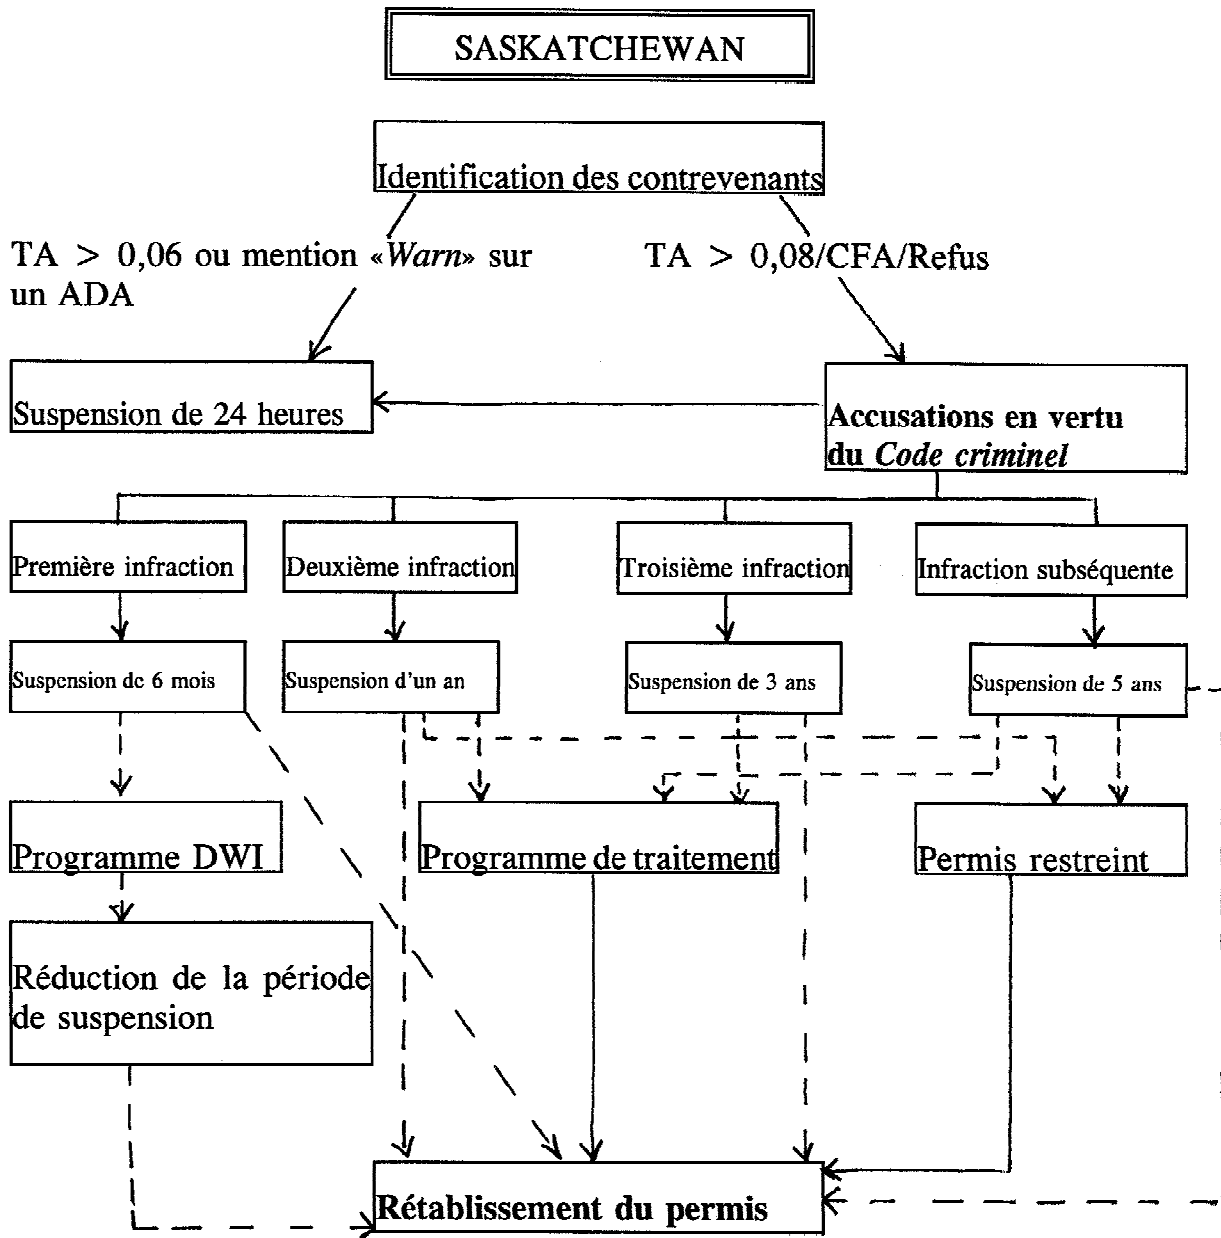 SASKATCHEWAN
Identification des contrevenants
TA > 0,06 ou mention «Warn» sur
un ADA
TA > 0,08/CFA/Refus
Suspension de 24 heures
Accusations en vertu
du Code criminel
Première infraction
Deuxième infraction
Troisième infraction
Infraction subséquente
Suspension de 6 mois
Suspension d'un an
Suspension de 3 ans
Suspension de 5 ans
Programme DWI
Programme de traitement
Permis restreint
Réduction de la période
de suspension
Rétablissement du permis